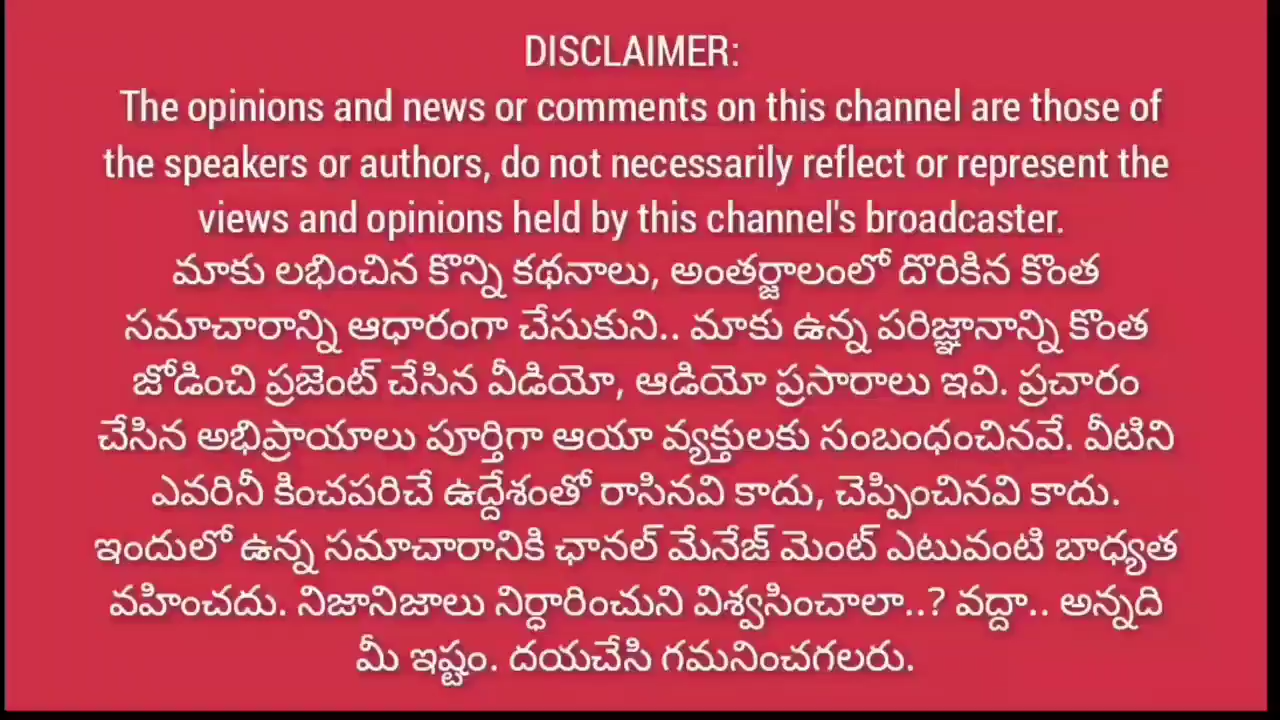 DISCLAIMER:
The opinions and news or comments on this channel are those of
the speakers or authors, do not necessarily reflect or represent the
views and opinions held by this channel's broadcaster.
మాకు లభించిన కొన్ని కథనాలు, అంతర్జాలంలో దొరికిన కొంత
సమాచారాన్ని ఆధారంగా చేసుకుని.. మాకు ఉన్న పరిజ్ఞానాన్ని కొంత
జోడించి ప్రజెంట్ చేసిన వీడియో, ఆడియో ప్రసారాలు ఇవి. ప్రచారం
చేసిన అభిప్రాయాలు పూర్తిగా ఆయా వ్యక్తులకు సంబంధంచినవే. వీటిని
ఎవరినీ కించపరిచే ఉద్దేశంతో రాసినవి కాదు, చెప్పించినవి కాదు.
ఇందులో ఉన్న సమాచారానికి ఛానల్ మేనేజ్ మెంట్ ఎటువంటి బాధ్యత
వహించదు. నిజానిజాలు నిర్ధారించుని విశ్వసించాలా..? వద్దా.. అన్నది
మీ ఇష్టం. దయచేసి గమనించగలరు.